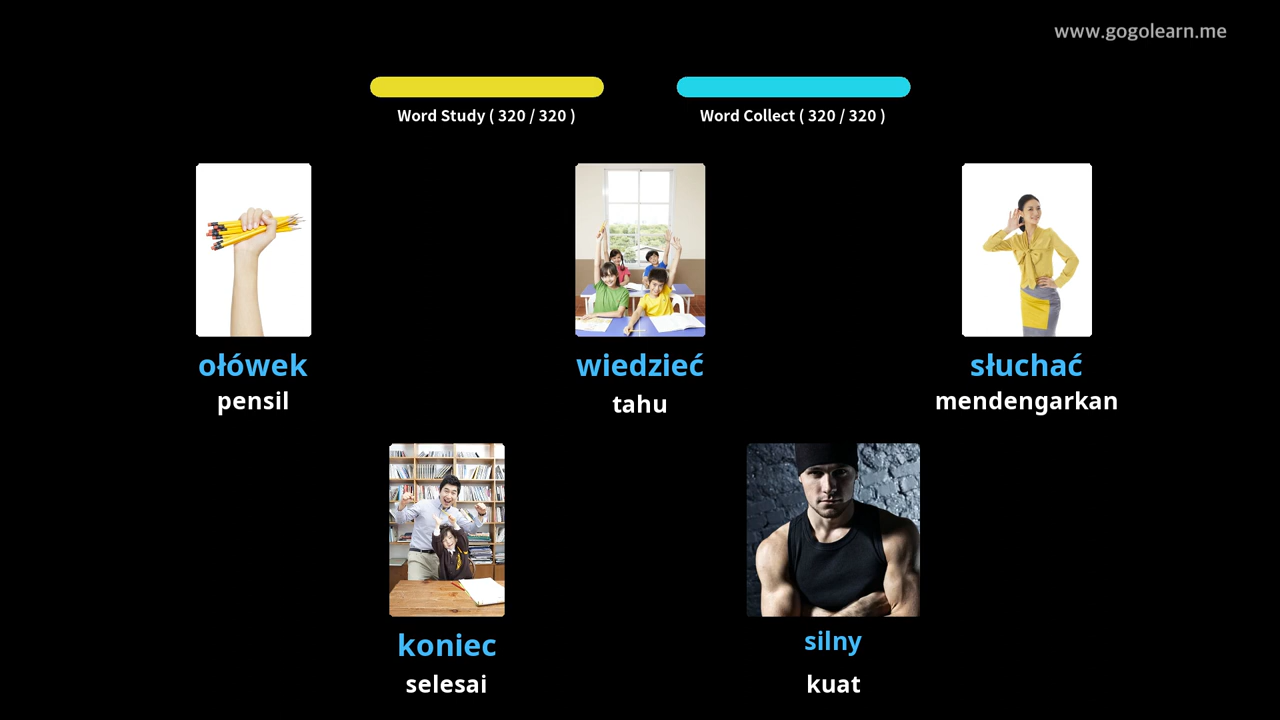 www.gogolearn.me
Word Study ( 320 / 320 )
Word Collect ( 320 / 320 )
ołówek
pensil
wiedzieć
tahu
słuchać
mendengarkan
koniec
selesai
silny
kuat